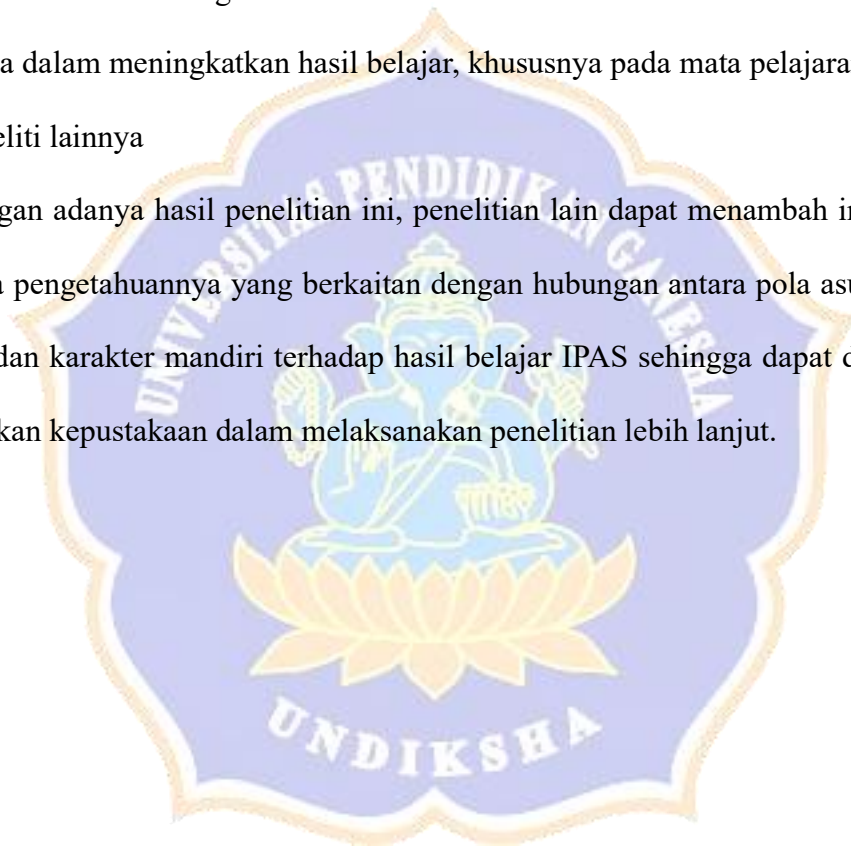 a dalam meningkatkan hasil belajar, khususnya pada mata pelajara
eliti lainnya
gan adanya hasil penelitian ini, penelitian lain dapat menambah in
a pengetahuannya yang berkaitan dengan hubungan antara pola asu
dan karakter mandiri terhadap hasil belajar IPAS sehingga dapat d
kan kepustakaan dalam melaksanakan penelitian lebih lanjut.
UNIVERSITAS PENDIDIKAN GANESHA
UNDIKSHA